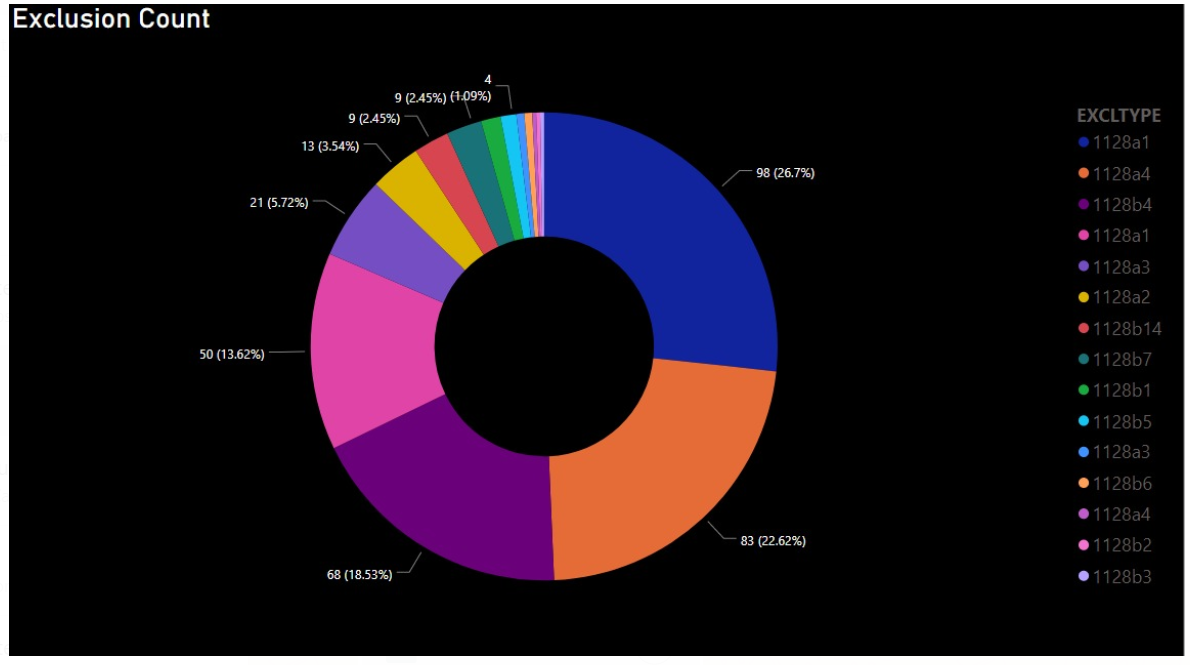 Exclusion Count
4
(1.09%)
9 (2.45%)
9 (2.45%)
13 (3.54%)
21 (5.72%)
50 (13.62%)
68 (18.53%)
83 (22.62%)
98 (26.7%)
EXCLTYPE
1128a1
1128a4
1128b4
1128a1
1128a3
1128a2
1128b14
1128b7
1128b1
1128b5
1128a3
1128b6
1128a4
1128b2
1128b3